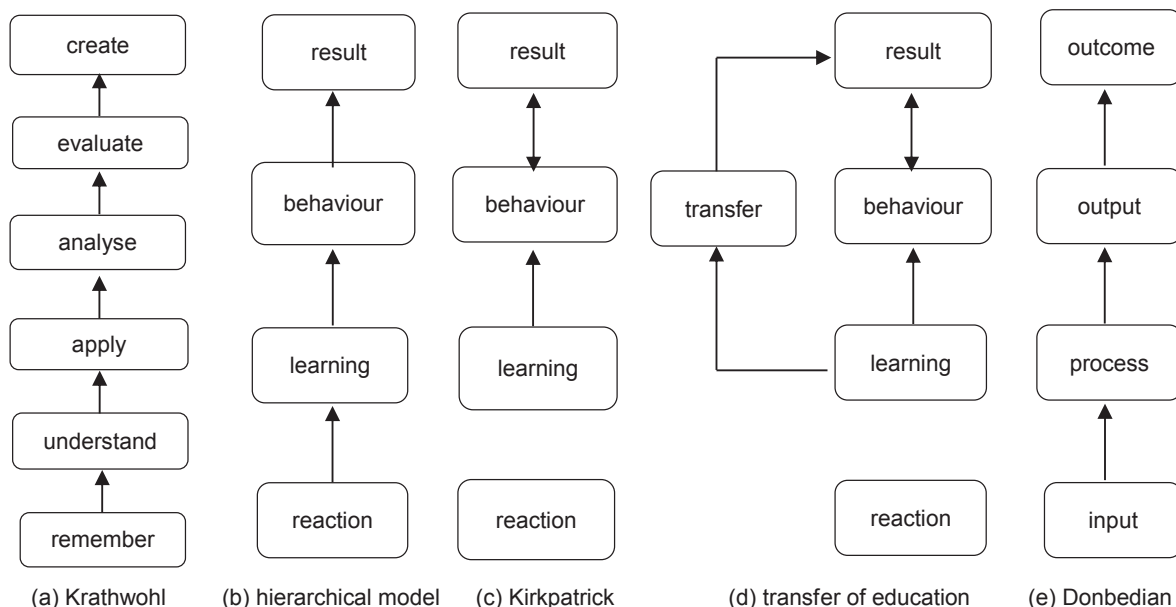 create
evaluate
analyse
apply
understand
remember
(a) Krathwohl
result
behaviour
learning
reaction
(b) hierarchical model
result
behaviour
learning
reaction
(c) Kirkpatrick
transfer
result
behaviour
learning
reaction
(d) transfer of education
outcome
output
process
input
(e) Donbedian